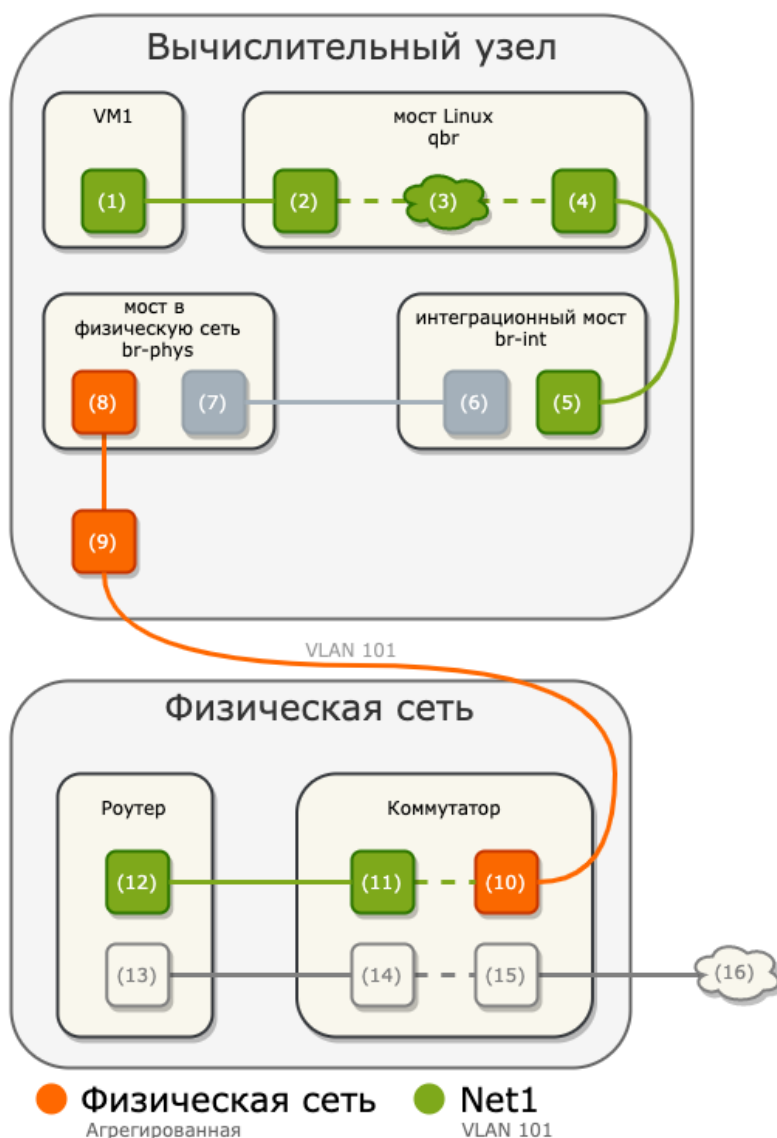 Вычислительный узел
VM1
мост Linux
qbr
(1)
(2)
(3)
(4)
мост в
физическую сеть
br-phys
интеграционный мост
br-int
(8)
(7)
(6)
(5)
(9)
VLAN 101
Физическая сеть
Роутер
Коммутатор
(12)
(11)
(10)
(13)
(14)
(15)
(16)
Физическая сеть
Агрегированная
Net1
VLAN 101